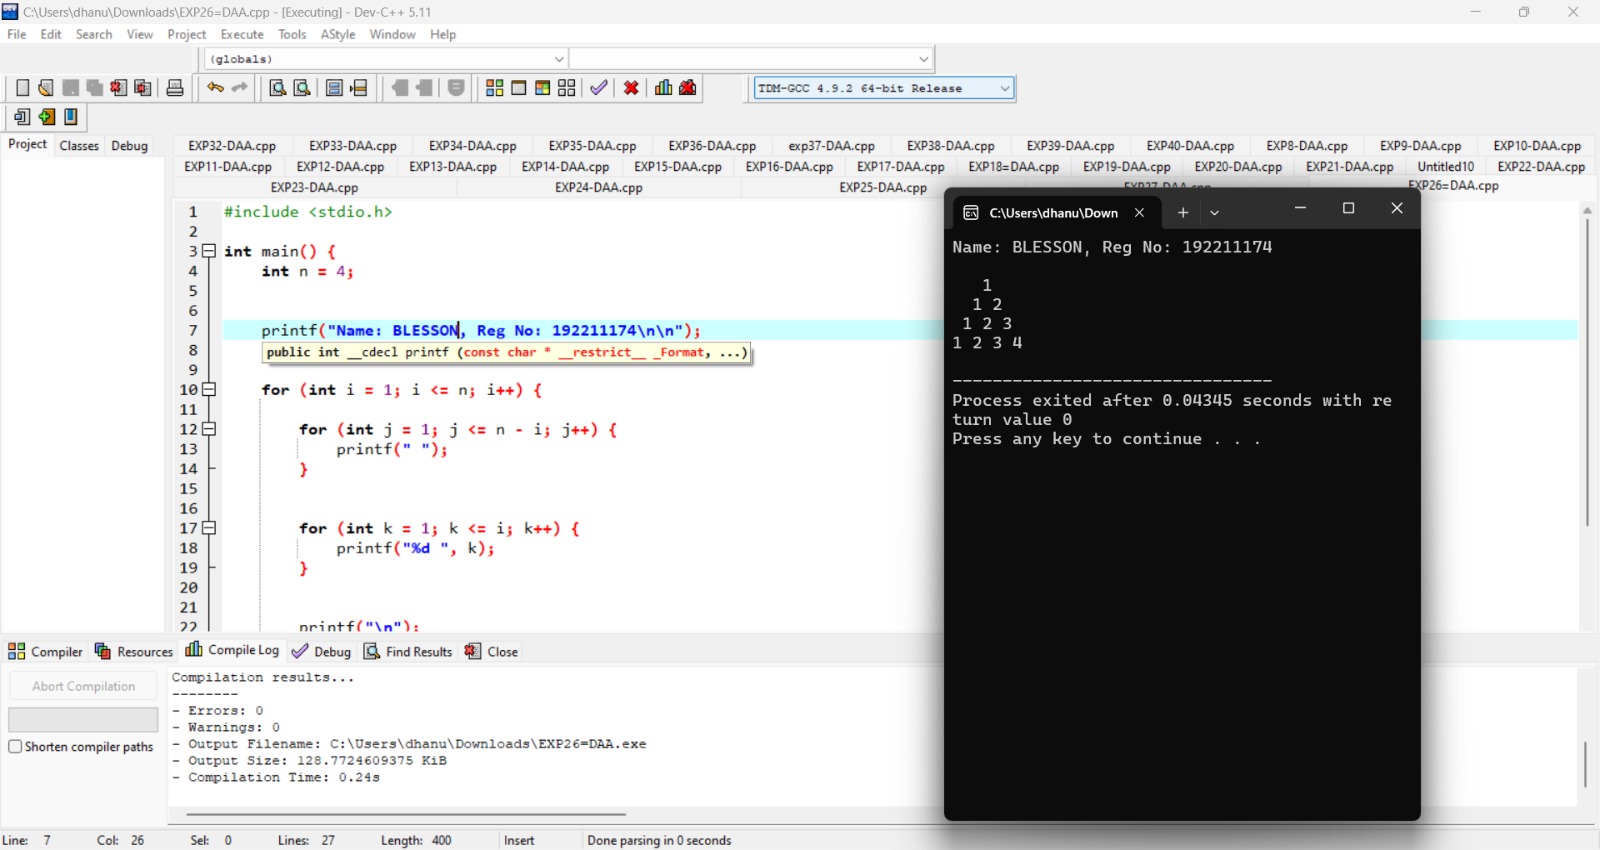 C:\Users\dhanu\Downloads\EXP26=DAA.cpp - [Executing] - Dev-C++ 5.11
File Edit Search View Project Execute Tools AStyle Window Help
(globals)
TDM-GCC 4.9.2 64-bit Release
Project Classes Debug
EXP32-DAA.cpp EXP33-DAA.cpp EXP34-DAA.cpp EXP35-DAA.cpp EXP36-DAA.cpp exp37-DAA.cpp EXP38-DAA.cpp EXP39-DAA.cpp EXP40-DAA.cpp EXP8-DAA.cpp EXP9-DAA.cpp EXP10-DAA.cpp
EXP11-DAA.cpp EXP12-DAA.cpp EXP13-DAA.cpp EXP14-DAA.cpp EXP15-DAA.cpp EXP16-DAA.cpp EXP17-DAA.cpp EXP18=DAA.cpp EXP19-DAA.cpp EXP20-DAA.cpp EXP21-DAA.cpp Untitled10 EXP22-DAA.cpp
EXP23-DAA.cpp EXP24-DAA.cpp EXP25-DAA.cpp EXP27-DAA.cpp EXP26=DAA.cpp
1 #include <stdio.h>
2
3 int main() {
4 int n = 4;
5
6
7 printf("Name: BLESSON, Reg No: 192211174\n\n");
8 public int __cdecl printf (const char * __restrict__ _Format, ...)
9
10 for (int i = 1; i <= n; i++) {
11
12 for (int j = 1; j <= n - i; j++) {
13 printf(" ");
14 }
15
16
17 for (int k = 1; k <= i; k++) {
18 printf("%d ", k);
19 }
20
21
22 printf("\n");
C:\Users\dhanu\Down
Name: BLESSON, Reg No: 192211174
1
1 2
1 2 3
1 2 3 4
--------------------------------
Process exited after 0.04345 seconds with re
turn value 0
Press any key to continue . . .
Compiler Resources Compile Log Debug Find Results Close
Abort Compilation
Shorten compiler paths
Compilation results...
--------
- Errors: 0
- Warnings: 0
- Output Filename: C:\Users\dhanu\Downloads\EXP26=DAA.exe
- Output Size: 128.7724609375 KiB
- Compilation Time: 0.24s
Line: 7 Col: 26 Sel: 0 Lines: 27 Length: 400 Insert Done parsing in 0 seconds